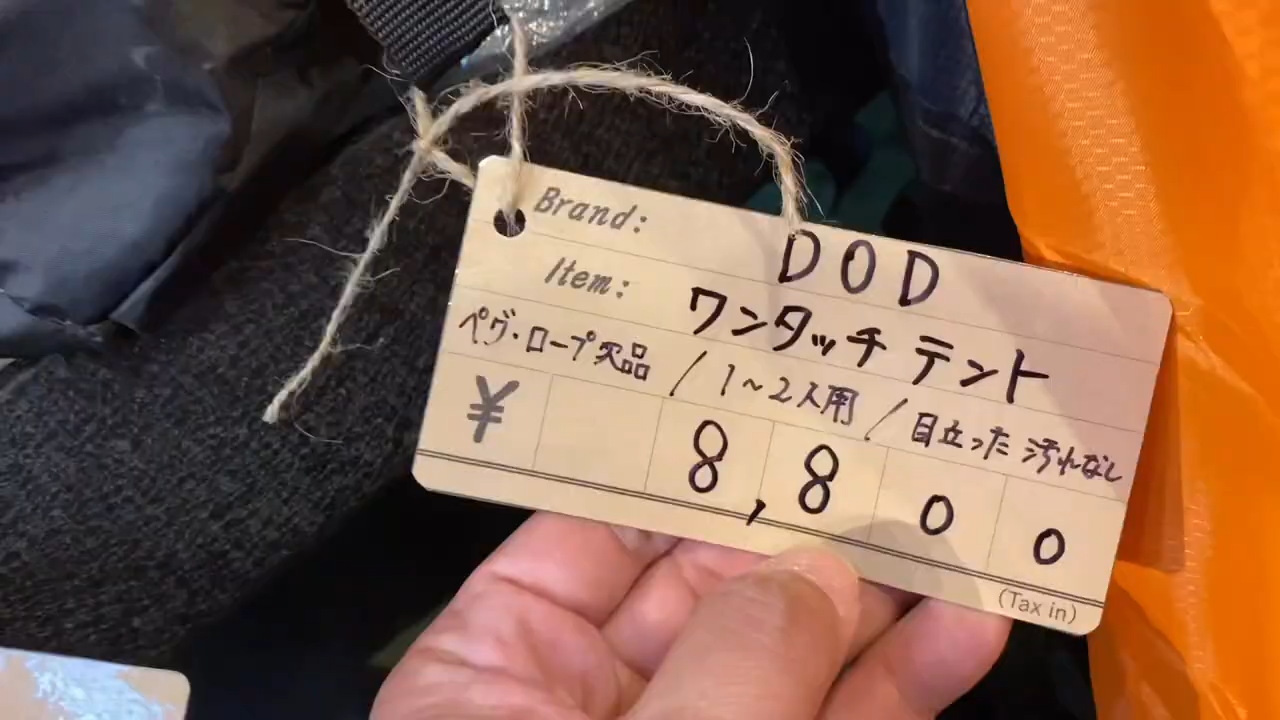 Brand: DOD
Item: ワンタッチテント
ペグ・ロープ欠品 / 1~2人用 / 目立った汚れなし
¥ 8,800
(Tax in)